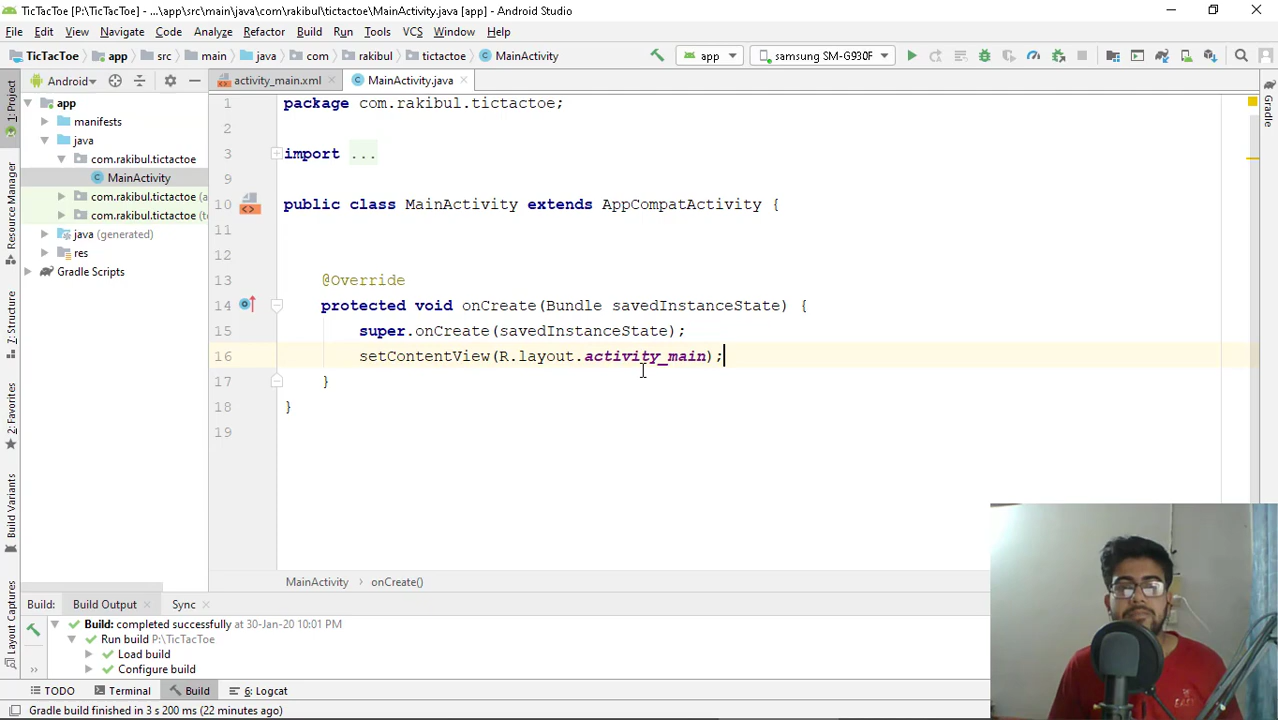 TicTacToe [P:\TicTacToe] - ...\app\src\main\java\com\rakibul\tictactoe\MainActivity.java [app] - Android Studio
File Edit View Navigate Code Analyze Refactor Build Run Tools VCS Window Help
TicTacToe app src main java com rakibul tictactoe MainActivity app samsung SM-G930F
Android activity_main.xml MainActivity.java
1: Project
Resource Manager
Z: Structure
2: Favorites
Build Variants
Layout Captures
Gradle
app
manifests
java
com.rakibul.tictactoe
MainActivity
com.rakibul.tictactoe (a
com.rakibul.tictactoe (t
java (generated)
res
Gradle Scripts
1 package com.rakibul.tictactoe;
2
3 import ...
9
10 public class MainActivity extends AppCompatActivity {
11
12
13 @Override
14 protected void onCreate(Bundle savedInstanceState) {
15 super.onCreate(savedInstanceState);
16 setContentView(R.layout.activity_main);
17 }
18 }
19
MainActivity › onCreate()
Build: Build Output Sync
Build: completed successfully at 30-Jan-20 10:01 PM
Run build P:\TicTacToe
Load build
Configure build
TODO Terminal Build 6: Logcat
Gradle build finished in 3 s 200 ms (22 minutes ago)